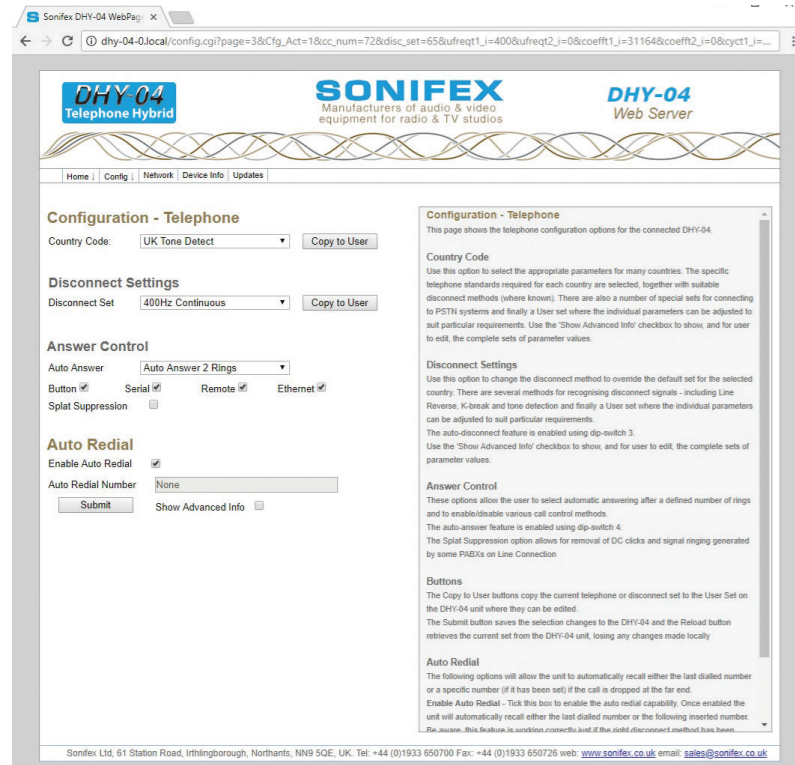 Sonifex DHY-04 WebPag
dhy-04-0.local/config.cgi?page=3&Cfg_Act=1&cc_num=72&disc_set=65&ufreqt1_i=400&ufreqt2_i=0&coefft1_i=31164&coefft2_i=0&cyct1_i=...
DHY-04
Telephone Hybrid
SONIFEX
Manufacturers of audio & video
equipment for radio & TV studios
DHY-04
Web Server
Home ↓ Config ↓ Network Device Info Updates
Configuration - Telephone
Country Code: UK Tone Detect Copy to User
Disconnect Settings
Disconnect Set 400Hz Continuous Copy to User
Answer Control
Auto Answer Auto Answer 2 Rings
Button Serial Remote Ethernet
Splat Suppression
Auto Redial
Enable Auto Redial
Auto Redial Number None
Submit Show Advanced Info
Configuration - Telephone
This page shows the telephone configuration options for the connected DHY-04.
Country Code
Use this option to select the appropriate parameters for many countries. The specific
telephone standards required for each country are selected, together with suitable
disconnect methods (where known). There are also a number of special sets for connecting
to PSTN systems and finally a User set where the individual parameters can be adjusted to
suit particular requirements. Use the 'Show Advanced Info' checkbox to show, and for user
to edit, the complete sets of parameter values.
Disconnect Settings
Use this option to change the disconnect method to override the default set for the selected
country. There are several methods for recognising disconnect signals - including Line
Reverse, K-break and tone detection and finally a User set where the individual parameters
can be adjusted to suit particular requirements.
The auto-disconnect feature is enabled using dip-switch 3.
Use the 'Show Advanced Info' checkbox to show, and for user to edit, the complete sets of
parameter values.
Answer Control
These options allow the user to select automatic answering after a defined number of rings
and to enable/disable various call control methods.
The auto-answer feature is enabled using dip-switch 4.
The Splat Suppression option allows for removal of DC clicks and signal ringing generated
by some PABXs on Line Connection
Buttons
The Copy to User buttons copy the current telephone or disconnect set to the User Set on
the DHY-04 unit where they can be edited.
The Submit button saves the selection changes to the DHY-04 and the Reload button
retrieves the current set from the DHY-04 unit, losing any changes made locally
Auto Redial
The following options will allow the unit to automatically recall either the last dialled number
or a specific number (if it has been set) if the call is dropped at the far end.
Enable Auto Redial - Tick this box to enable the auto redial capability. Once enabled the
unit will automatically recall either the last dialled number or the following inserted number.
Be aware, this feature is working correctly just if the right disconnect method has been
Sonifex Ltd, 61 Station Road, Irthlingborough, Northants, NN9 5QE, UK. Tel: +44 (0)1933 650700 Fax: +44 (0)1933 650726 web: www.sonifex.co.uk email: sales@sonifex.co.uk